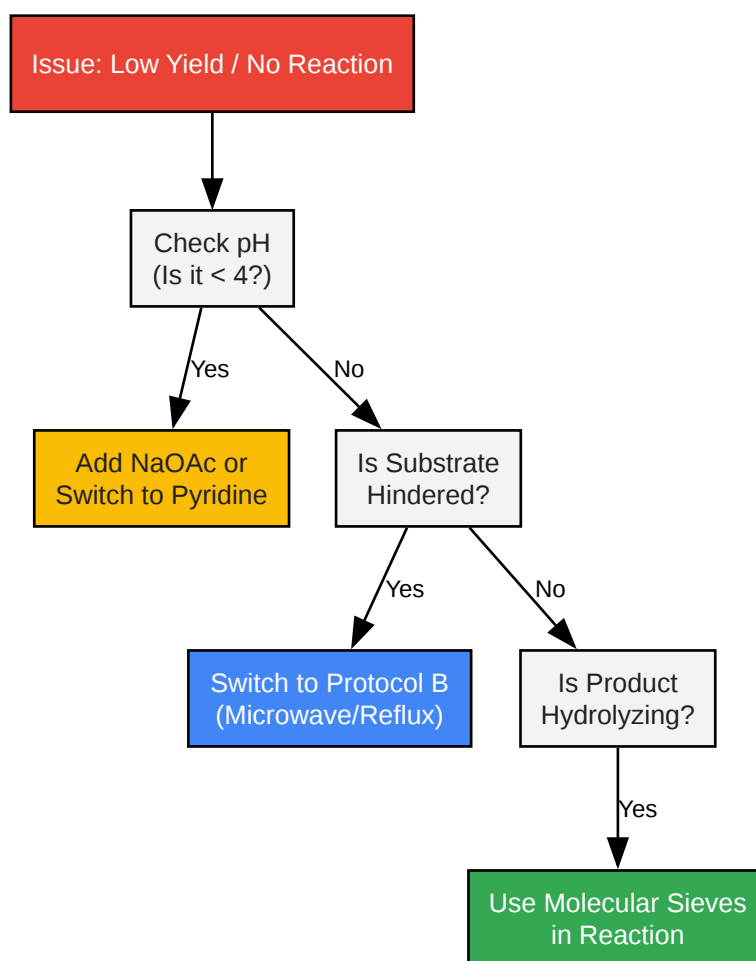 Issue: Low Yield / No Reaction
Check pH
(Is it < 4?)
Yes
No
Add NaOAc or
Switch to Pyridine
Is Substrate
Hindered?
Yes
No
Switch to Protocol B
(Microwave/Reflux)
Is Product
Hydrolyzing?
Yes
Use Molecular Sieves
in Reaction